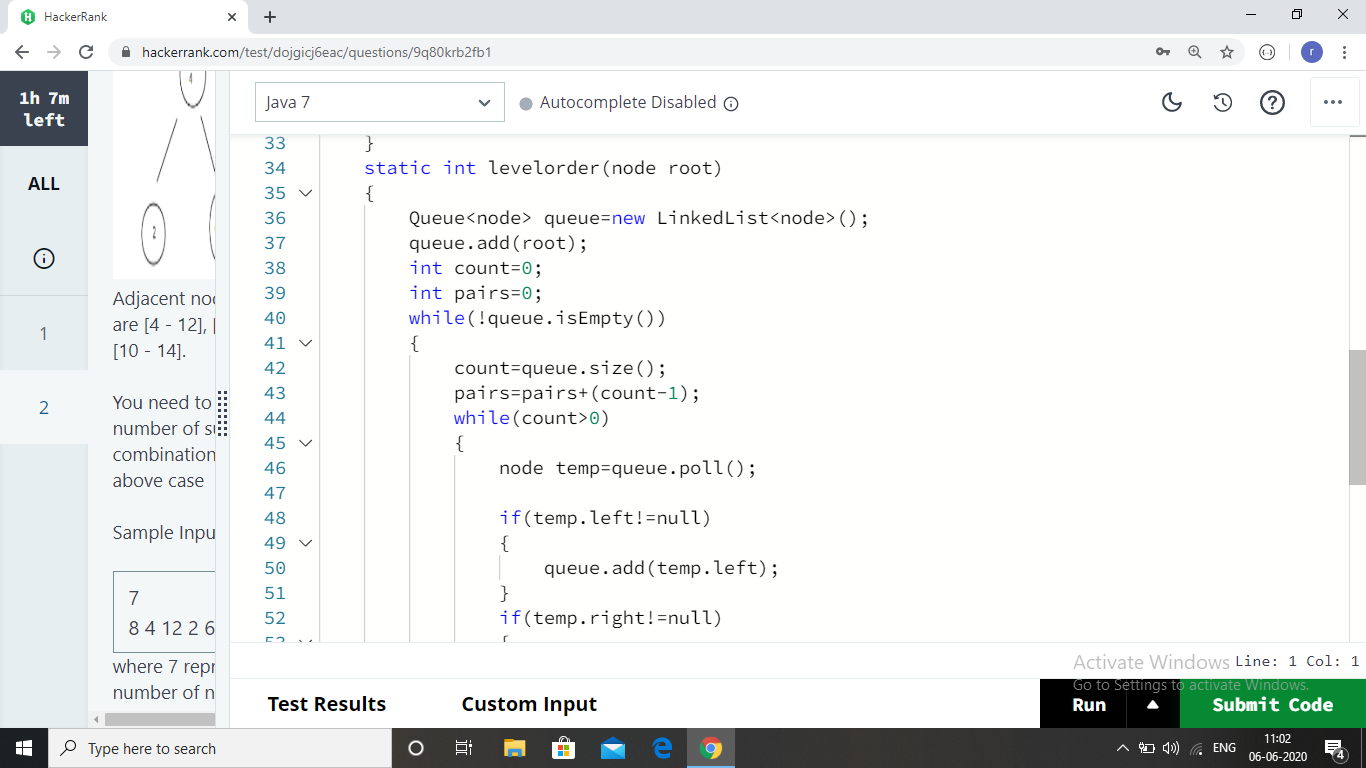 HackerRank
hackerrank.com/test/dojgicj6eac/questions/9q80krb2fb1
1h 7m
left
ALL
1
2
4
2
Adjacent
are [4 - 12], [
[10 - 14].
You need to
number of
combination
above case
Sample
7
8 4 12 2 6
where 7
number of
Java 7
Autocomplete Disabled
33 }
34 static int levelorder(node root)
35 {
36 Queue<node> queue=new LinkedList<node>();
37 queue.add(root);
38 int count=0;
39 int pairs=0;
40 while(!queue.isEmpty())
41 {
42 count=queue.size();
43 pairs=pairs+(count-1);
44 while(count>0)
45 {
46 node temp=queue.poll();
47
48 if(temp.left!=null)
49 {
50 queue.add(temp.left);
51 }
52 if(temp.right!=null)
53 {
Activate Windows
Go to Settings to activate Windows.
Line: 1 Col: 1
Test Results
Custom Input
Run
Submit Code
Type here to search
ENG
11:02
06-06-2020
4
r